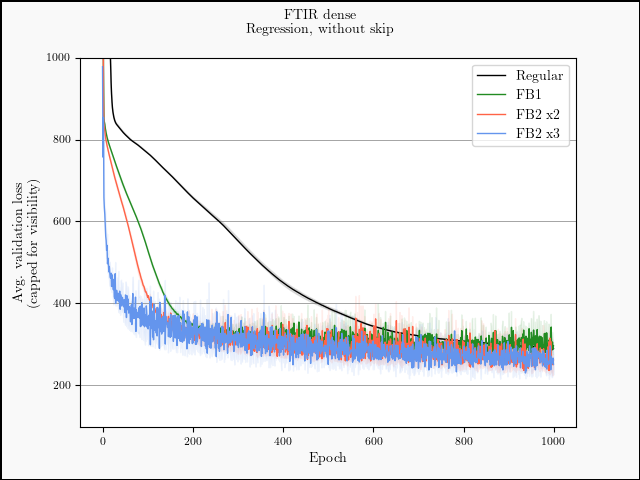 FTIR dense
Regression, without skip
1000
800
600
400
200
Avg. validation loss
(capped for visibility)
Regular
FB1
FB2 x2
FB2 x3
0
200
400
600
800
1000
Epoch